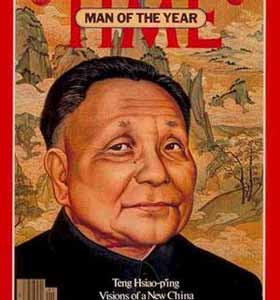 MAN OF THE YEAR
TIME
Teng Hsiao-p'ing
Visions of a New China